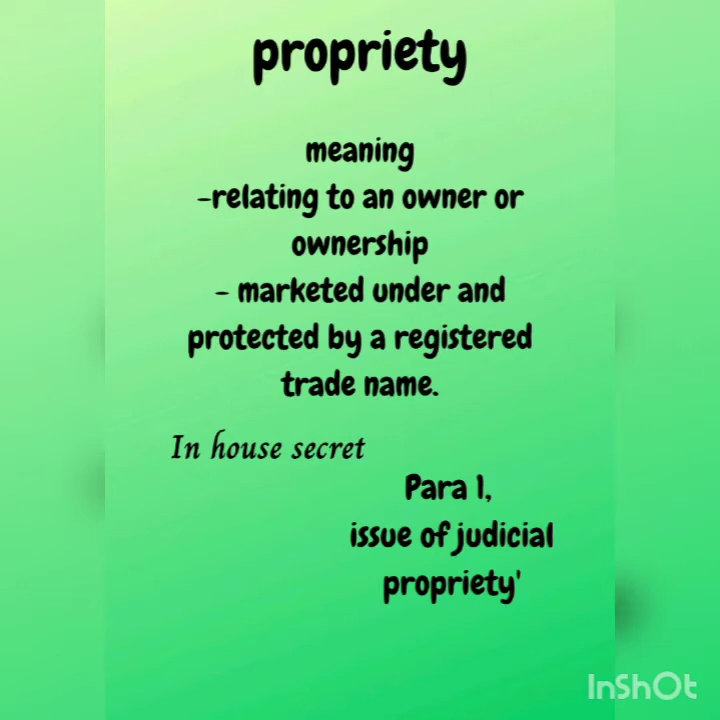 propriety
meaning
-relating to an owner or
ownership
- marketed under and
protected by a registered
trade name.
In house secret
Para 1,
issue of judicial
propriety'
InShOt